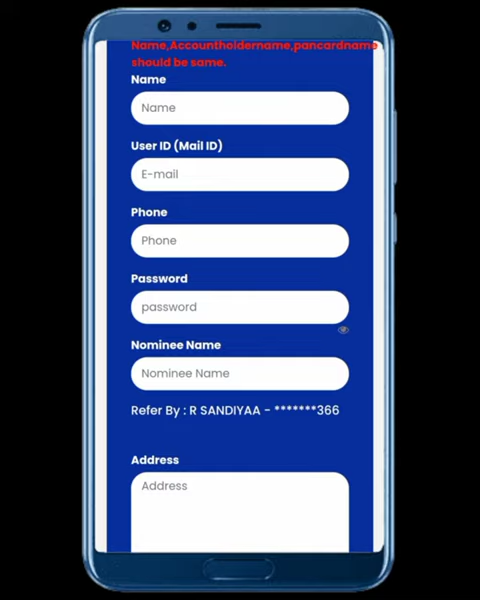 Name,Accountholdername,pancardname
should be same.
Name
Name
User ID (Mail ID)
E-mail
Phone
Phone
Password
password
Nominee Name
Nominee Name
Refer By : R SANDIYAA - *******366
Address
Address